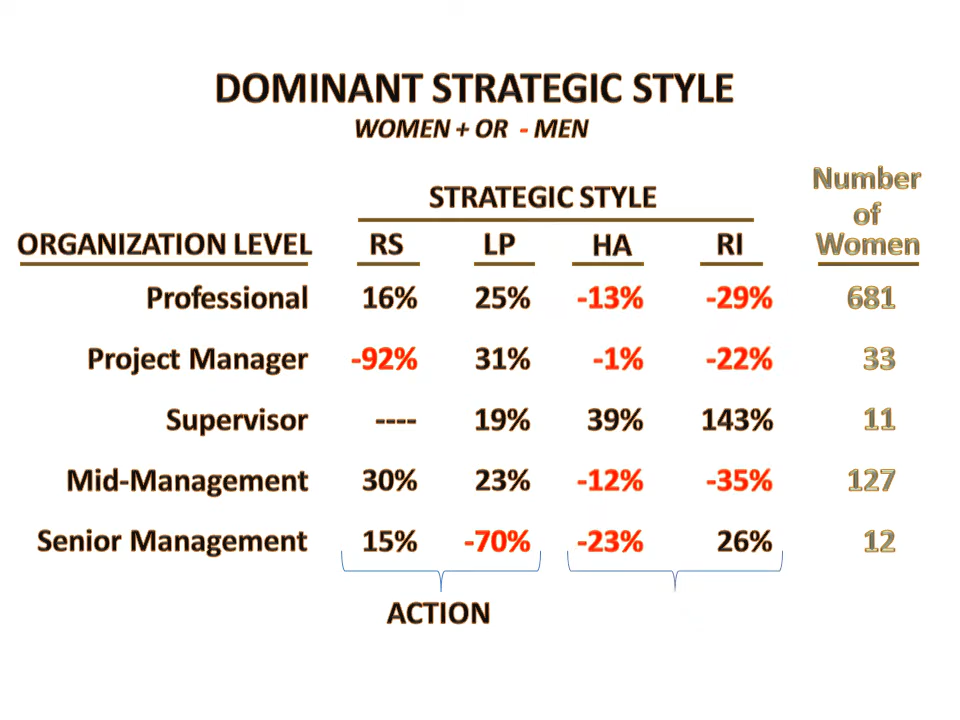 DOMINANT STRATEGIC STYLE
WOMEN + OR - MEN
STRATEGIC STYLE
Number
of
Women
ORGANIZATION LEVEL RS LP HA RI
Professional 16% 25% -13% -29% 681
Project Manager -92% 31% -1% -22% 33
Supervisor ---- 19% 39% 143% 11
Mid-Management 30% 23% -12% -35% 127
Senior Management 15% -70% -23% 26% 12
ACTION